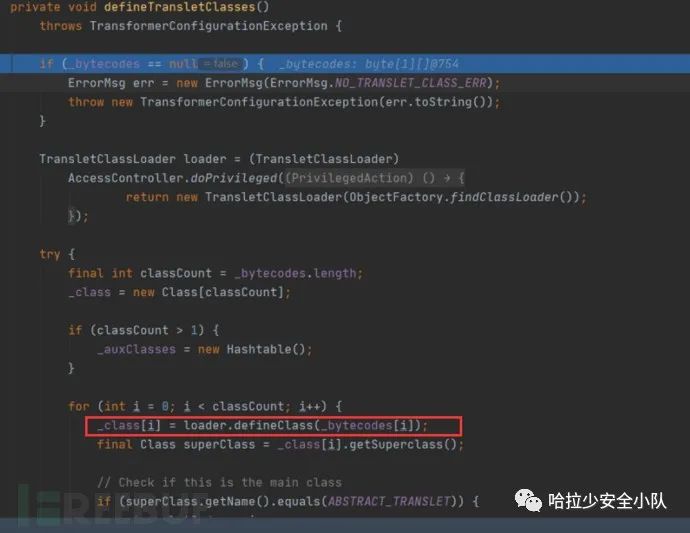 private void defineTransletClasses()
throws TransformerConfigurationException {
if (_bytecodes == null = false ) { _bytecodes: byte[1][]@754
ErrorMsg err = new ErrorMsg(ErrorMsg.NO_TRANSLET_CLASS_ERR);
throw new TransformerConfigurationException(err.toString());
}
TransletClassLoader loader = (TransletClassLoader)
AccessController.doPrivileged((PrivilegedAction) () → {
return new TransletClassLoader(ObjectFactory.findClassLoader());
});
try {
final int classCount = _bytecodes.length;
_class = new Class[classCount];
if (classCount > 1) {
_auxClasses = new Hashtable();
}
for (int i = 0; i < classCount; i++) {
_class[i] = loader.defineClass(_bytecodes[i]);
final Class superClass = _class[i].getSuperclass();
// Check if this is the main class
if (superClass.getName().equals(ABSTRACT_TRANSLET)) {
FREEBUF
哈拉少安全小队